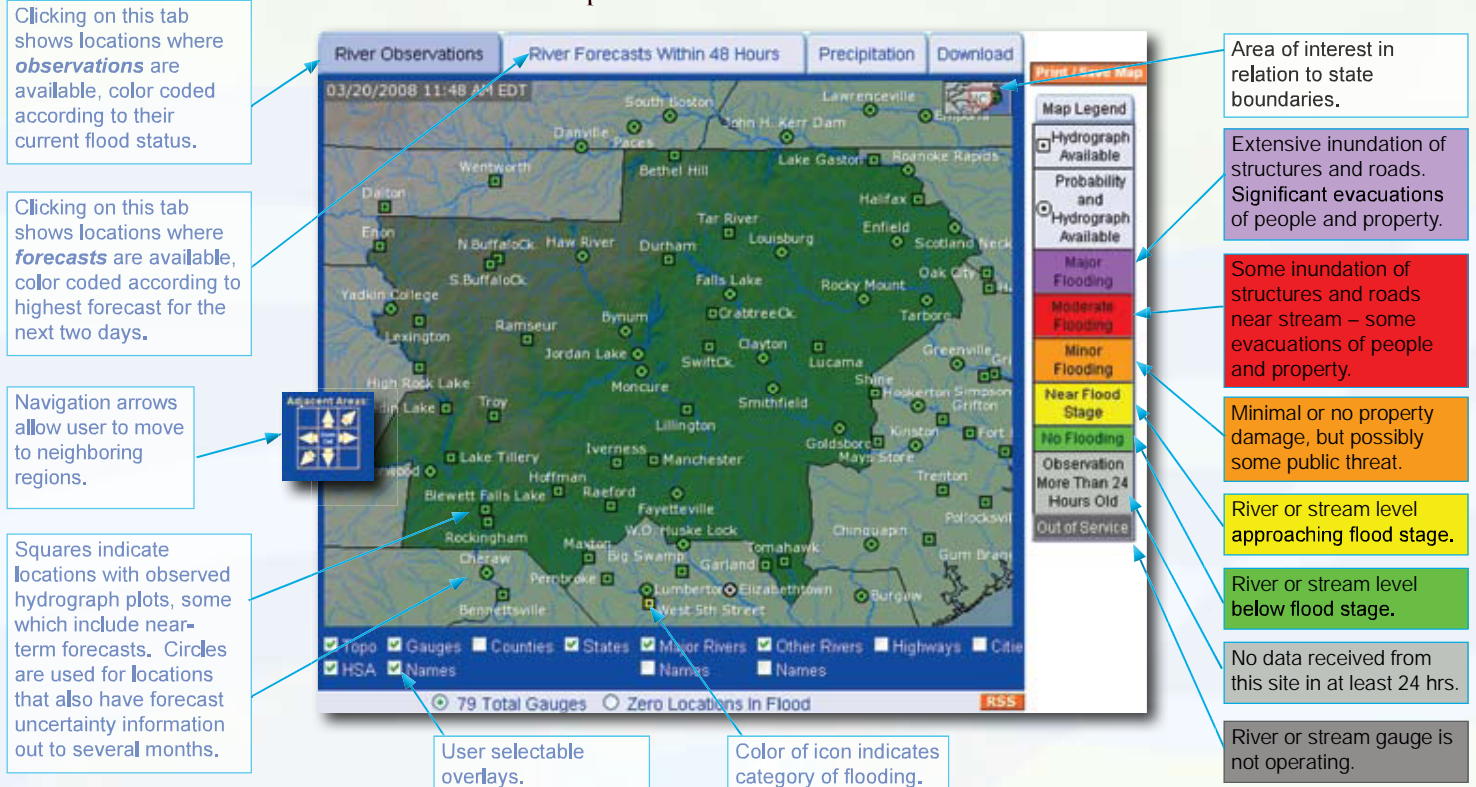 Clicking on this tab
shows locations where
observations are
available, color coded
according to their
current flood status.
Clicking on this tab
shows locations where
forecasts are available,
color coded according to
highest forecast for the
next two days.
Navigation arrows
allow user to move
to neighboring
regions.
Squares indicate
locations with observed
hydrograph plots, some
which include near-
term forecasts. Circles
are used for locations
that also have forecast
uncertainty information
out to several months.
River Observations
River Forecasts Within 48 Hours
Precipitation
Download
03/20/2008 11:48 AM EDT
South Boston
Lawrenceville
Danville
Paces
John H. Kerr Dam
Emporia
Wentworth
Bethel Hill
Lake Gaston
Roanoke Rapids
Dalton
Halifax
Enon
Tar River
Enfield
N.BuffaloCk.
Haw River
Durham
Louisburg
Scotland Neck
S.BuffaloCk.
Falls Lake
Oak City
Yadkin College
Rocky Mount
Bynum
CrabtreeCk.
Tarboro
Lexington
Ramseur
Jordan Lake
SwiftCk.
Clayton
Lucama
Greenville
High Rock Lake
Moncure
Shine
Hookerton
Simpson
Lake
Troy
Smithfield
Grifton
Lillington
Goldsboro
Kinston
Fort
Lake Tillery
Iverness
Manchester
Mays Store
Hoffman
Trenton
Blewett Falls Lake
Raeford
Fayetteville
Rockingham
W.O. Huske Lock
Chinquapin
Cheraw
Maxton
Big Swamp
Tomahawk
Garland
Pembroke
Lumberton
Elizabethtown
Burgaw
Bennettsville
West 5th Street
Adjacent Areas:
Topo
Gauges
Counties
States
Major Rivers
Other Rivers
Highways
Citie
HSA
Names
Names
Names
79 Total Gauges
Zero Locations In Flood
RSS
User selectable
overlays.
Color of icon indicates
category of flooding.
Print / Save Map
Map Legend
Hydrograph
Available
Probability
and
Hydrograph
Available
Major
Flooding
Moderate
Flooding
Minor
Flooding
Near Flood
Stage
No Flooding
Observation
More Than 24
Hours Old
Out of Service
Area of interest in
relation to state
boundaries.
Extensive inundation of
structures and roads.
Significant evacuations
of people and property.
Some inundation of
structures and roads
near stream – some
evacuations of people
and property.
Minimal or no property
damage, but possibly
some public threat.
River or stream level
approaching flood stage.
River or stream level
below flood stage.
No data received from
this site in at least 24 hrs.
River or stream gauge is
not operating.